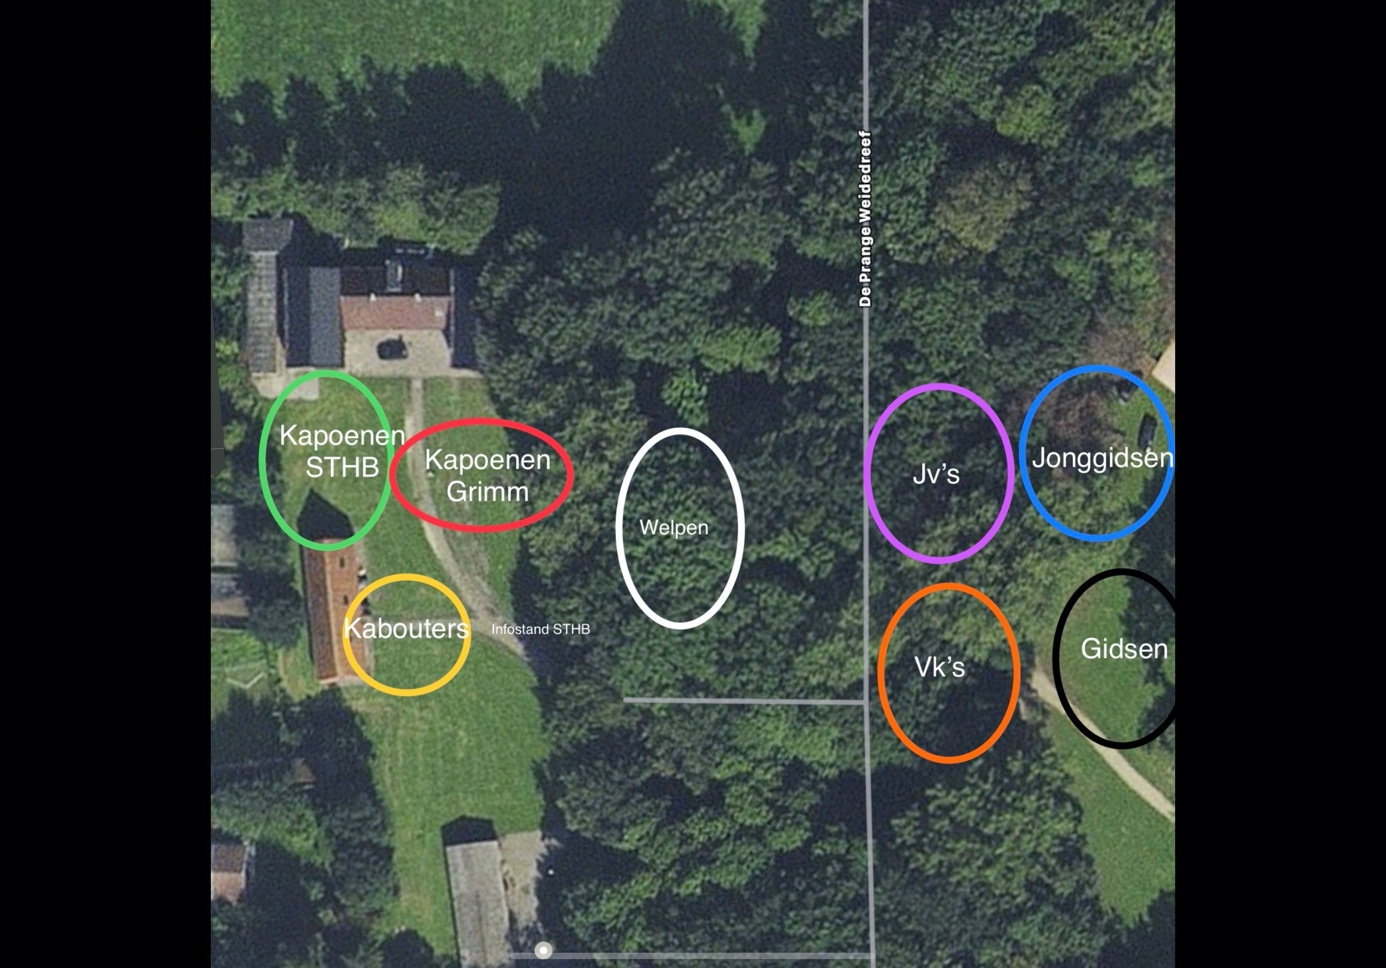 De Prange Weidedreef
Kapoenen
STHB
Kapoenen
Grimm
Welpen
Jv's
Jonggidsen
Kabouters
Infostand STHB
Vk's
Gidsen